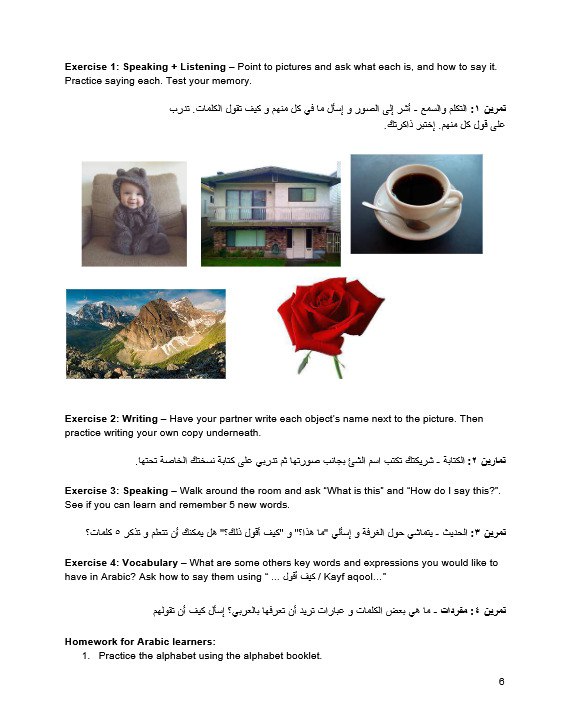 Exercise 1: Speaking + Listening – Point to pictures and ask what each is, and how to say it.
Practice saying each. Test your memory.
تمرين ١: التكلم والسمع - أشر إلى الصور و إسأل ما في كل منهم و كيف تقول الكلمات. تدرب
على قول كل منهم. إختبر ذاكرتك.
Exercise 2: Writing – Have your partner write each object's name next to the picture. Then
practice writing your own copy underneath.
تمارين ٢: الكتابة - شريكتك تكتب اسم الشئ بجانب صورتها ثم تدربي على كتابة نسختك الخاصة تحتها.
Exercise 3: Speaking – Walk around the room and ask “What is this” and “How do I say this?”.
See if you can learn and remember 5 new words.
تمرين ٣: الحديث - يتماشي حول الغرفة و إسألي "ما هذا؟" و "كيف أقول ذلك؟" هل يمكنك أن تتعلم و تذكر ٥ كلمات؟
Exercise 4: Vocabulary – What are some others key words and expressions you would like to
have in Arabic? Ask how to say them using “ ... كيف أقول / Kayf aqool...”
تمرين ٤: مفردات - ما هي بعض الكلمات و عبارات تريد أن تعرفها بالعربي؟ إسأل كيف أن تقولهم
Homework for Arabic learners:
1. Practice the alphabet using the alphabet booklet.
6